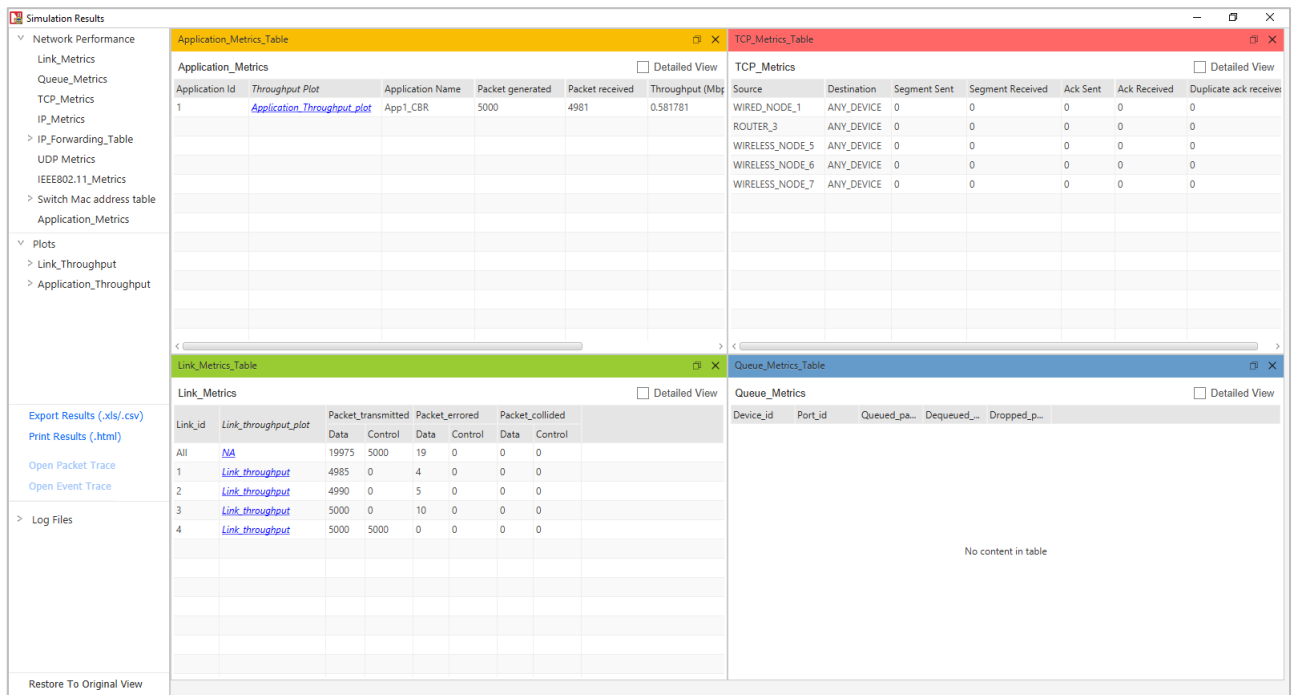 Simulation Results
Network Performance
Link_Metrics
Queue_Metrics
TCP_Metrics
IP_Metrics
IP_Forwarding_Table
UDP Metrics
IEEE802.11_Metrics
Switch Mac address table
Application_Metrics
Plots
Link_Throughput
Application_Throughput
Export Results (.xls/.csv)
Print Results (.html)
Open Packet Trace
Open Event Trace
Log Files
Restore To Original View
Application_Metrics_Table
Application_Metrics Detailed View
Application Id Throughput Plot Application Name Packet generated Packet received Throughput (Mbp
1 Application_Throughput_plot App1_CBR 5000 4981 0.581781
TCP_Metrics_Table
TCP_Metrics Detailed View
Source Destination Segment Sent Segment Received Ack Sent Ack Received Duplicate ack received
WIRED_NODE_1 ANY_DEVICE 0 0 0 0 0
ROUTER_3 ANY_DEVICE 0 0 0 0 0
WIRELESS_NODE_5 ANY_DEVICE 0 0 0 0 0
WIRELESS_NODE_6 ANY_DEVICE 0 0 0 0 0
WIRELESS_NODE_7 ANY_DEVICE 0 0 0 0 0
Link_Metrics_Table
Link_Metrics Detailed View
Link_id Link_throughput_plot Packet_transmitted Packet_errored Packet_collided
Data Control Data Control Data Control
All NA 19975 5000 19 0 0 0
1 Link_throughput 4985 0 4 0 0 0
2 Link_throughput 4990 0 5 0 0 0
3 Link_throughput 5000 0 10 0 0 0
4 Link_throughput 5000 5000 0 0 0 0
Queue_Metrics_Table
Queue_Metrics Detailed View
Device_id Port_id Queued_pa... Dequeued_... Dropped_p...
No content in table